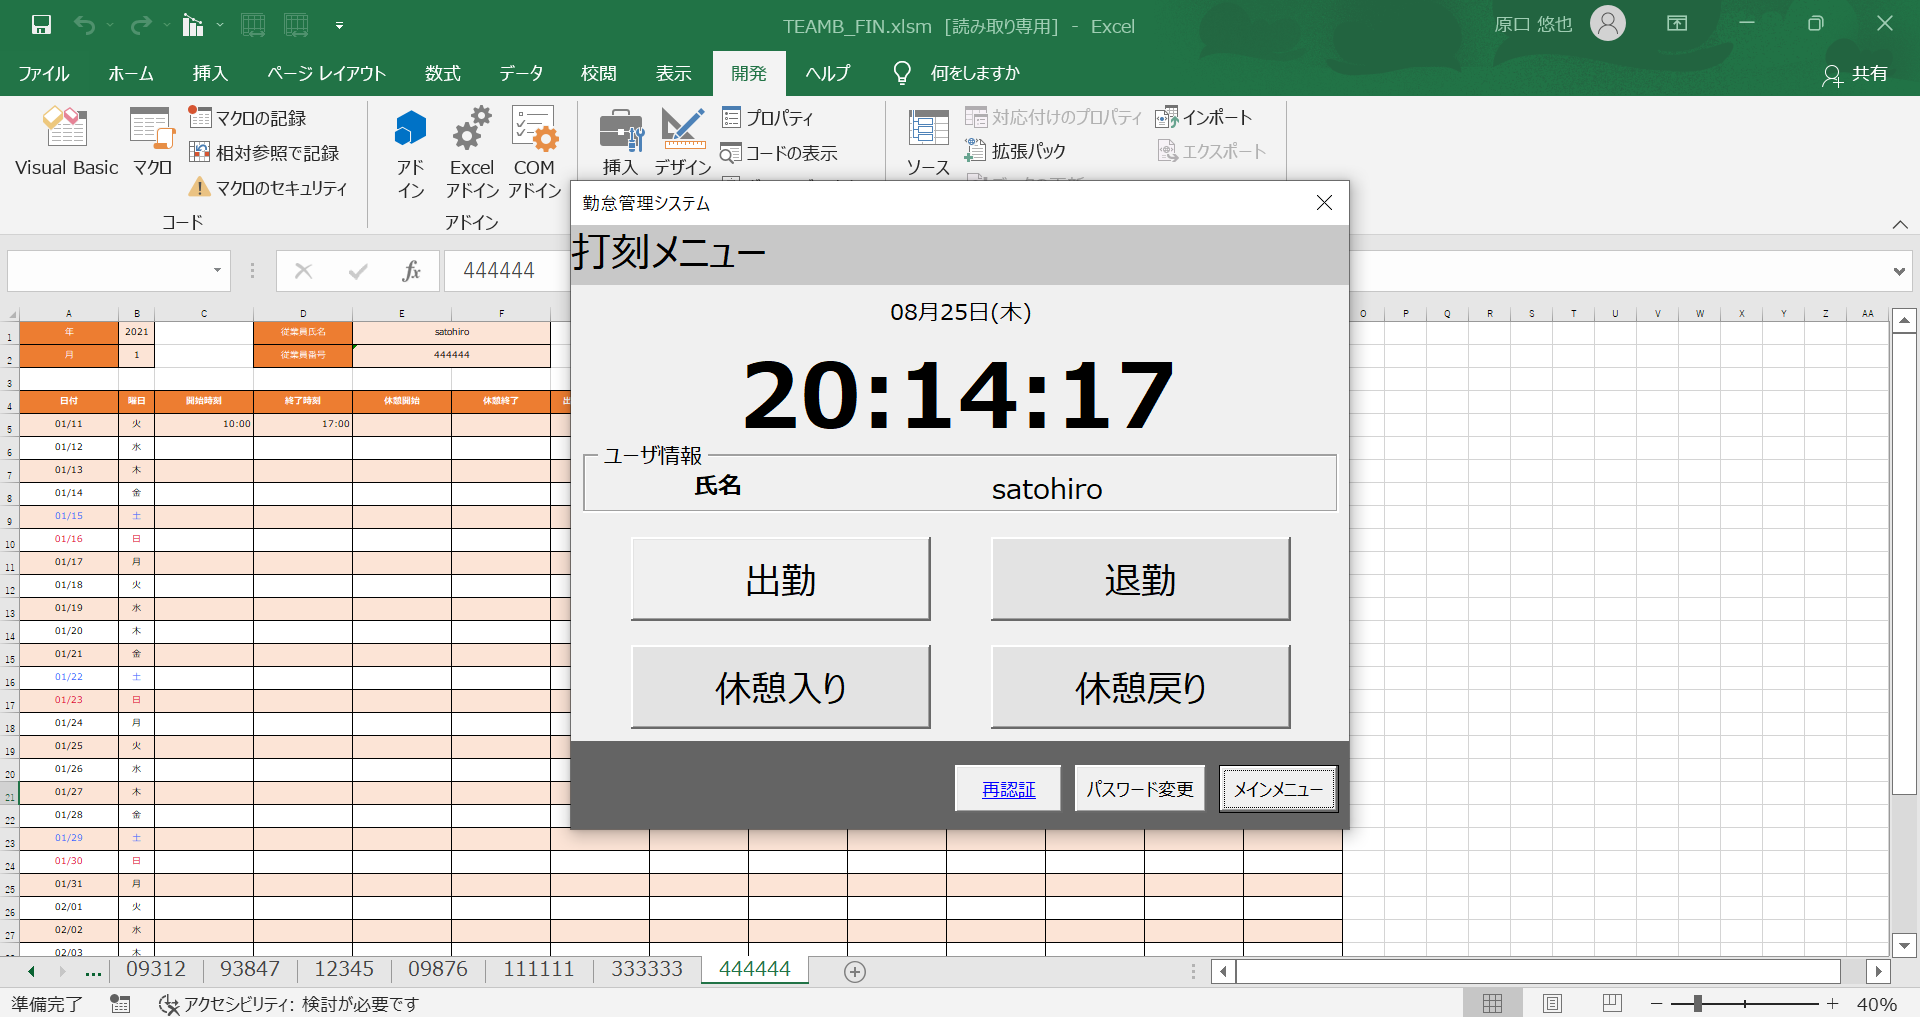 TEAMB_FIN.xlsm [読み取り専用] - Excel
原口 悠也
ファイル ホーム 挿入 ページ レイアウト 数式 データ 校閲 表示 開発 ヘルプ 何をしますか 共有
Visual Basic
マクロ
マクロの記録
相対参照で記録
マクロのセキュリティ
コード
アド
イン
Excel
アドイン
COM
アドイン
アドイン
挿入
デザイン
プロパティ
コードの表示
ソース
対応付けのプロパティ
拡張パック
インポート
エクスポート
fx 444444
勤怠管理システム
打刻メニュー
08月25日(木)
20:14:17
ユーザ情報
氏名 satohiro
出勤 退勤
休憩入り 休憩戻り
再認証 パスワード変更 メインメニュー
A B C D E F O P Q R S T U V W X Y Z AA
1 年 2021 従業員氏名 satohiro
2 月 1 従業員番号 444444
3
4 日付 曜日 開始時刻 終了時刻 休憩開始 休憩終了 出
5 01/11 火 10:00 17:00
6 01/12 水
7 01/13 木
8 01/14 金
9 01/15 土
10 01/16 日
11 01/17 月
12 01/18 火
13 01/19 水
14 01/20 木
15 01/21 金
16 01/22 土
17 01/23 日
18 01/24 月
19 01/25 火
20 01/26 水
21 01/27 木
22 01/28 金
23 01/29 土
24 01/30 日
25 01/31 月
26 02/01 火
27 02/02 水
02/03 木
... 09312 93847 12345 09876 111111 333333 444444
準備完了 アクセシビリティ: 検討が必要です 40%